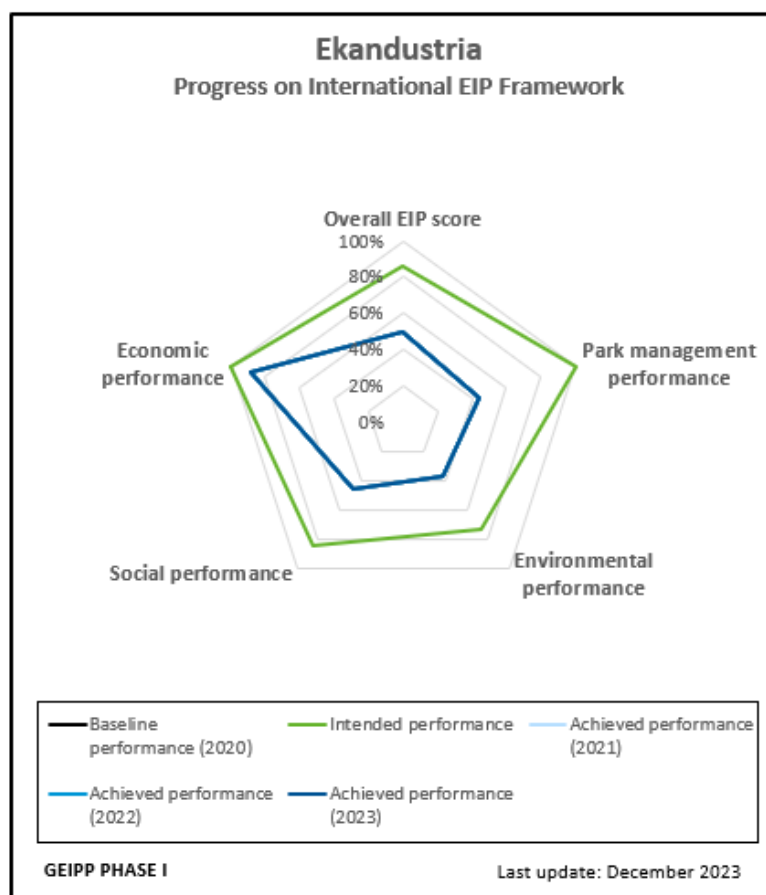 Ekandustria
Progress on International EIP Framework
Overall EIP score
100%
80%
60%
40%
20%
0%
Economic
performance
Park management
performance
Social performance
Environmental
performance
Baseline
performance (2020)
Intended performance
Achieved performance
(2021)
Achieved performance
(2022)
Achieved performance
(2023)
GEIPP PHASE I
Last update: December 2023